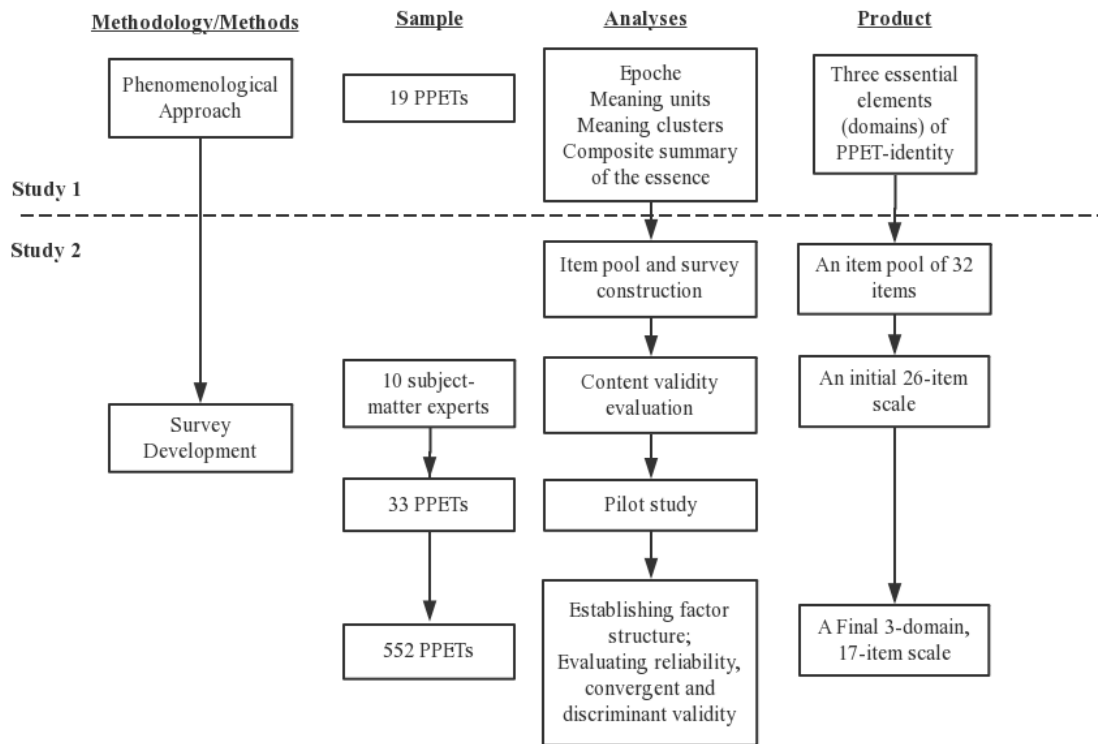 Methodology/Methods
Sample
Analyses
Product
Phenomenological
Approach
19 PPETs
Epoche
Meaning units
Meaning clusters
Composite summary
of the essence
Three essential
elements
(domains) of
PPET-identity
Study 1
Study 2
Item pool and survey
construction
An item pool of 32
items
10 subject-
matter experts
Content validity
evaluation
An initial 26-item
scale
Survey
Development
33 PPETs
Pilot study
552 PPETs
Establishing factor
structure;
Evaluating reliability,
convergent and
discriminant validity
A Final 3-domain,
17-item scale